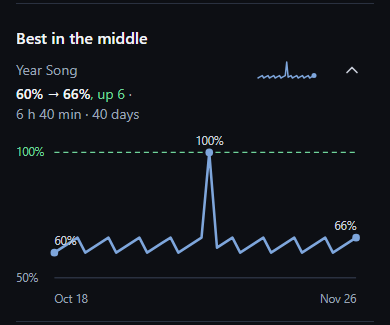 Best in the middle
Year Song
60% → 66%, up 6 ·
6 h 40 min · 40 days
100%
100%
66%
60%
50%
Oct 18
Nov 26